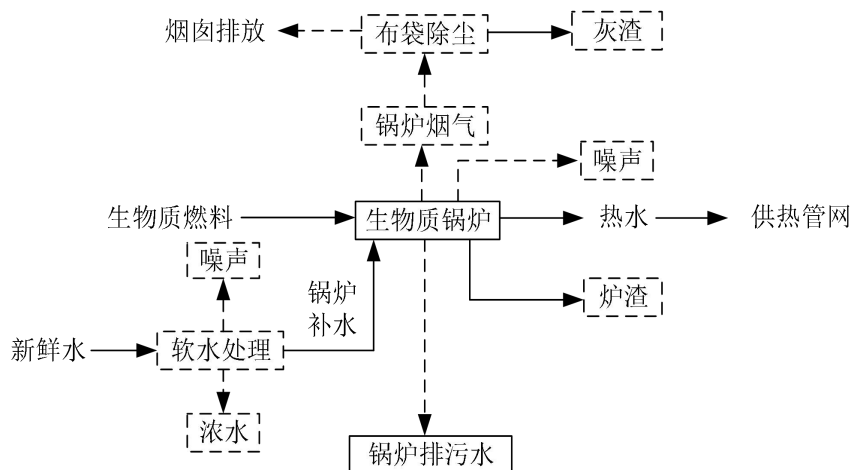 烟囱排放
布袋除尘
灰渣
锅炉烟气
噪声
生物质燃料
生物质锅炉
热水
供热管网
噪声
锅炉
补水
炉渣
新鲜水
软水处理
浓水
锅炉排污水